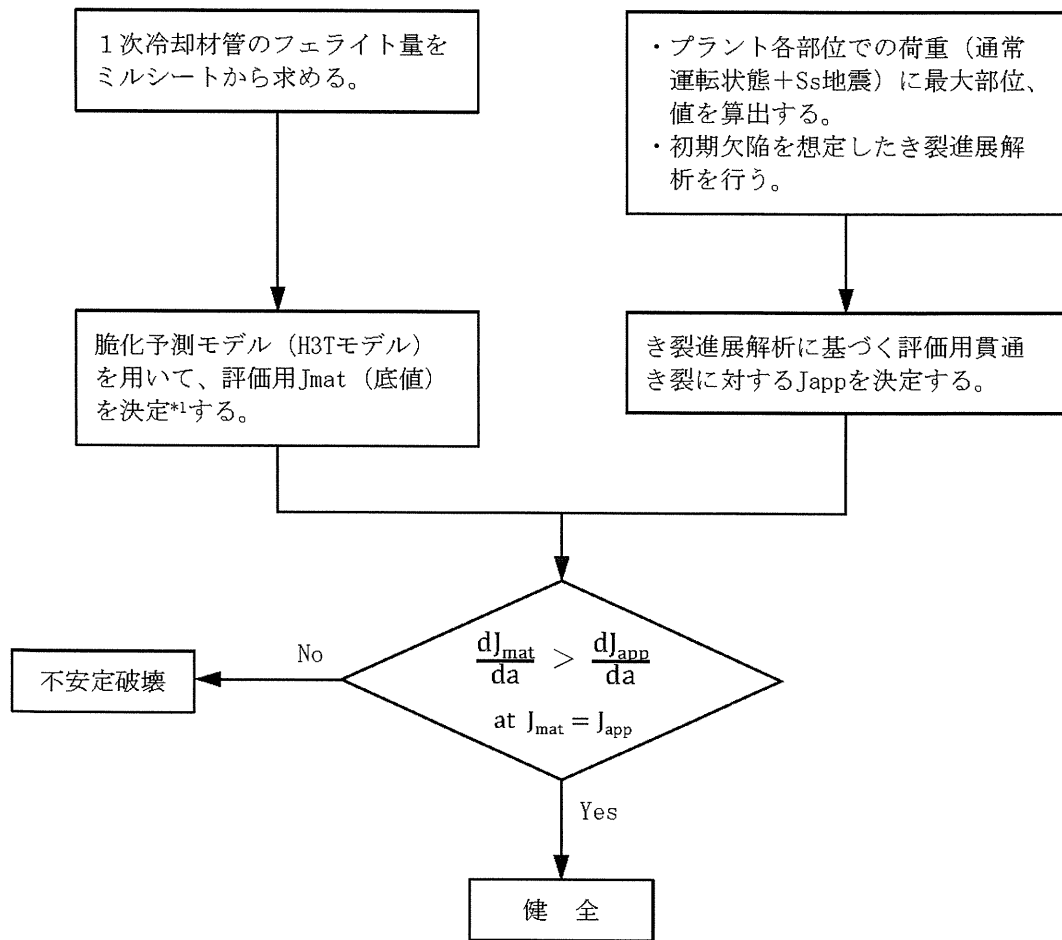 １次冷却材管のフェライト量を
ミルシートから求める。
・プラント各部位での荷重（通常
運転状態＋Ss地震）に最大部位、
値を算出する。
・初期欠陥を想定したき裂進展解
析を行う。
脆化予測モデル（H3Tモデル）
を用いて、評価用Jmat（底値）
を決定*1する。
き裂進展解析に基づく評価用貫通
き裂に対するJappを決定する。
dJmat/da > dJapp/da
at Jmat = Japp
No
不安定破壊
Yes
健　全